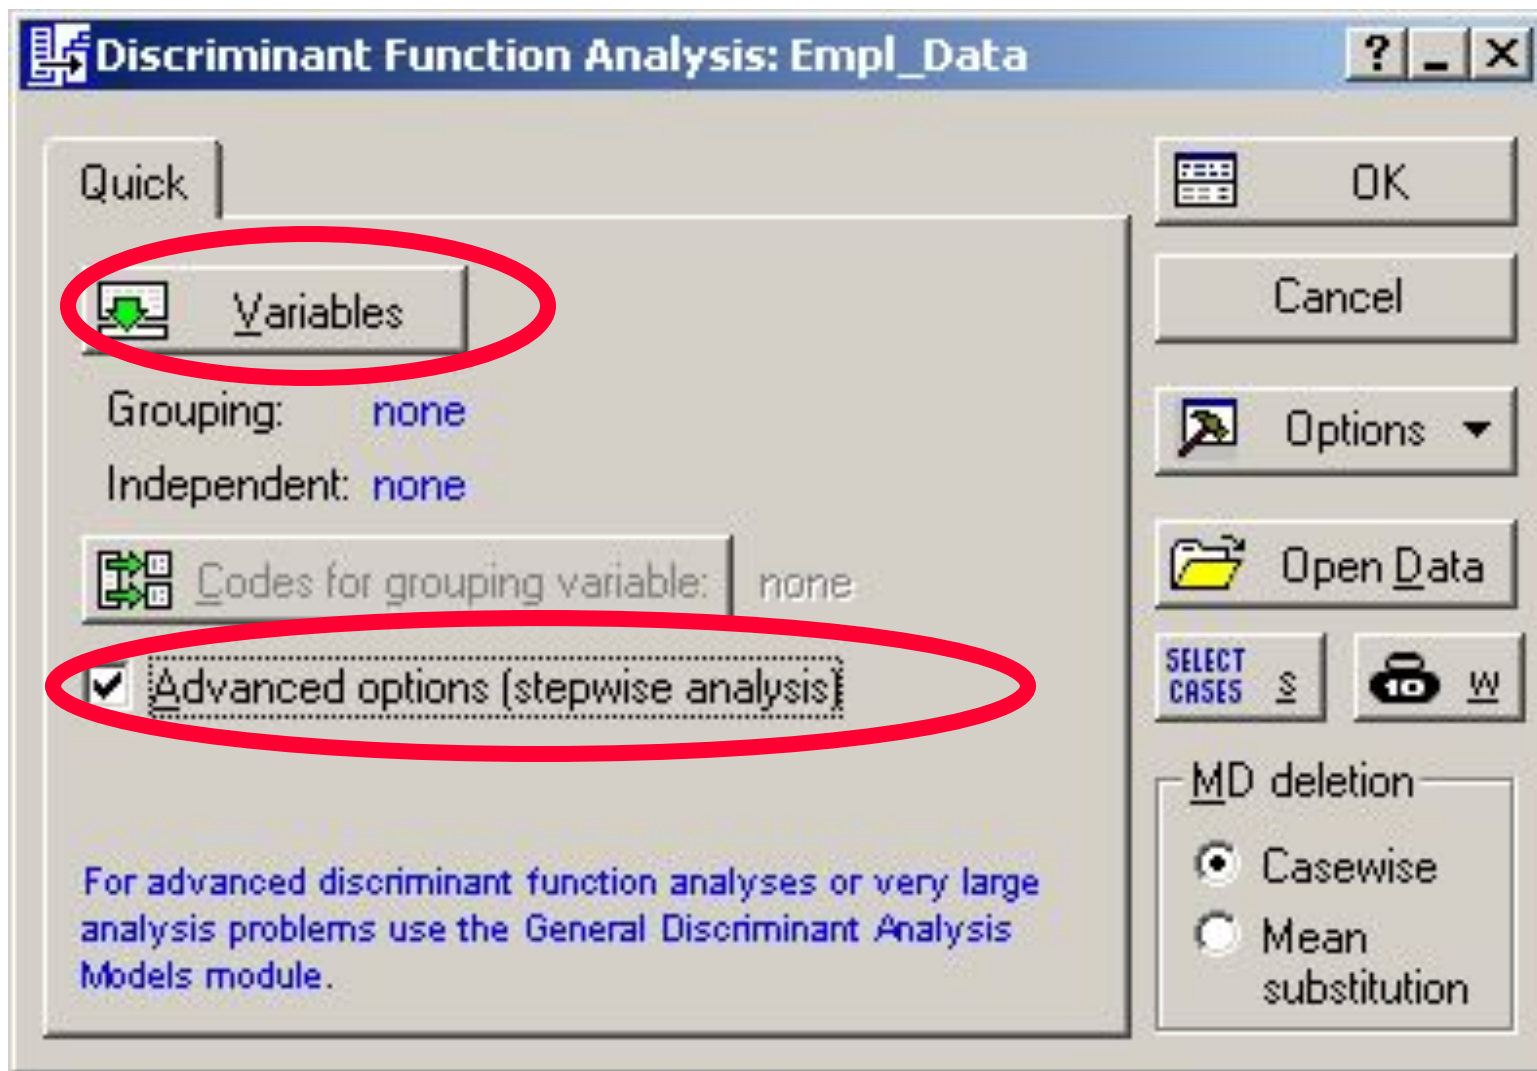 Discriminant Function Analysis: Empl_Data
Quick
Variables
Grouping: none
Independent: none
Codes for grouping variable: none
Advanced options (stepwise analysis)
For advanced discriminant function analyses or very large
analysis problems use the General Discriminant Analysis
Models module.
OK
Cancel
Options
Open Data
SELECT
CASES S
10 W
MD deletion
Casewise
Mean
substitution